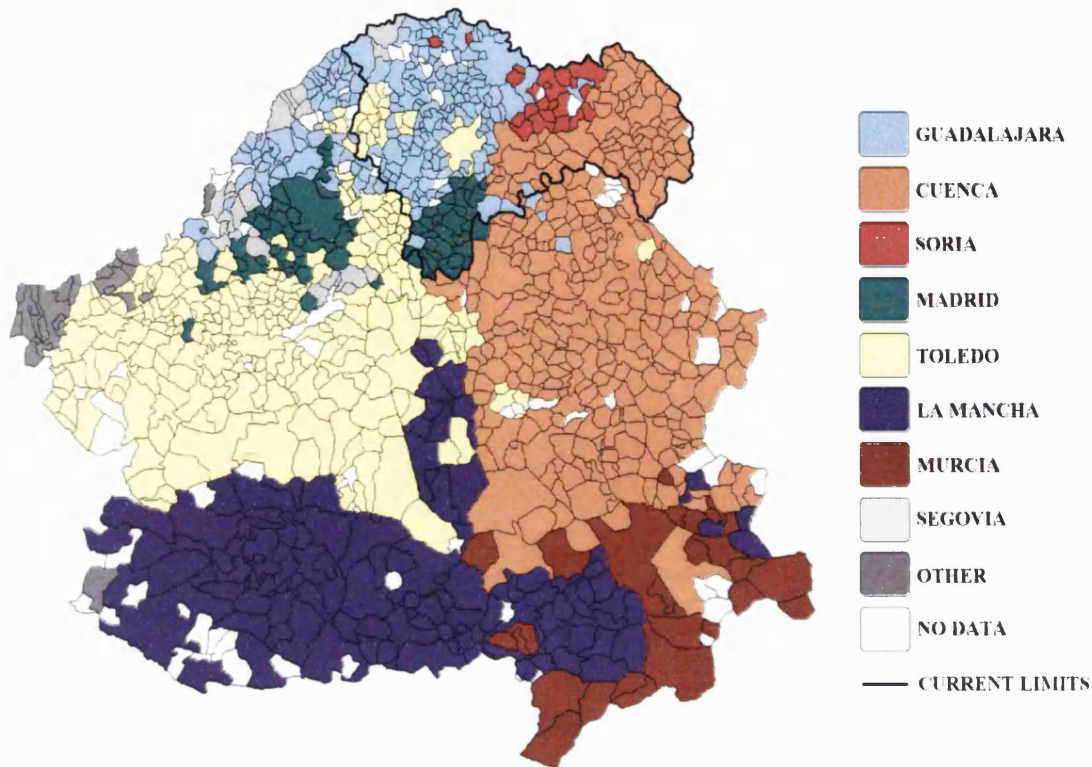 GUADALAJARA
CUENCA
SORIA
MADRID
TOLEDO
LA MANCHA
MURCIA
SEGOVIA
OTHER
NO DATA
CURRENT LIMITS